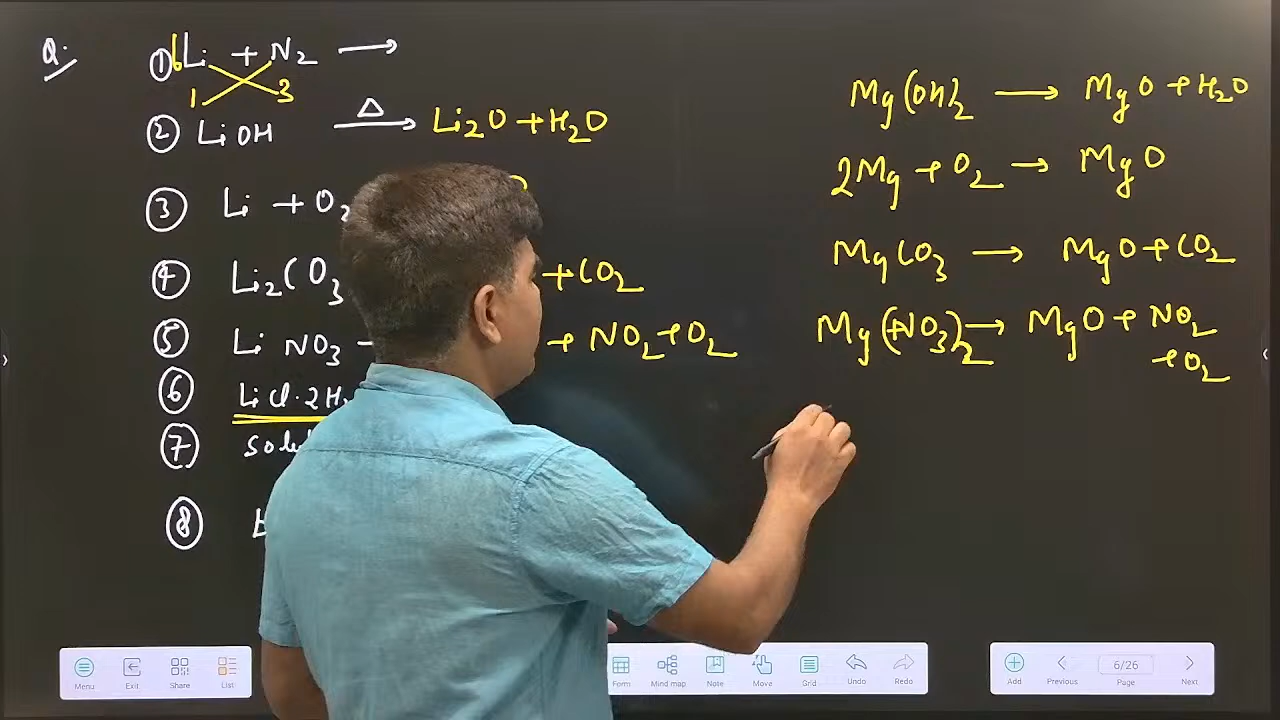 Q.
① 6Li + N₂ ⟶
1 3
② LiOH △⟶ Li₂O + H₂O
③ Li + O₂
④ Li₂CO₃ + CO₂
⑤ LiNO₃ + NO₂ + O₂
⑥ LiCl·2H
⑦
⑧
Mg(OH)₂ ⟶ MgO + H₂O
2Mg + O₂ ⟶ MgO
MgCO₃ ⟶ MgO + CO₂
Mg(NO₃)₂ ⟶ MgO + NO₂
+ O₂
Menu Exit Share List Form Mind map Note Move Grid Undo Redo Add Previous 6/26 Page Next